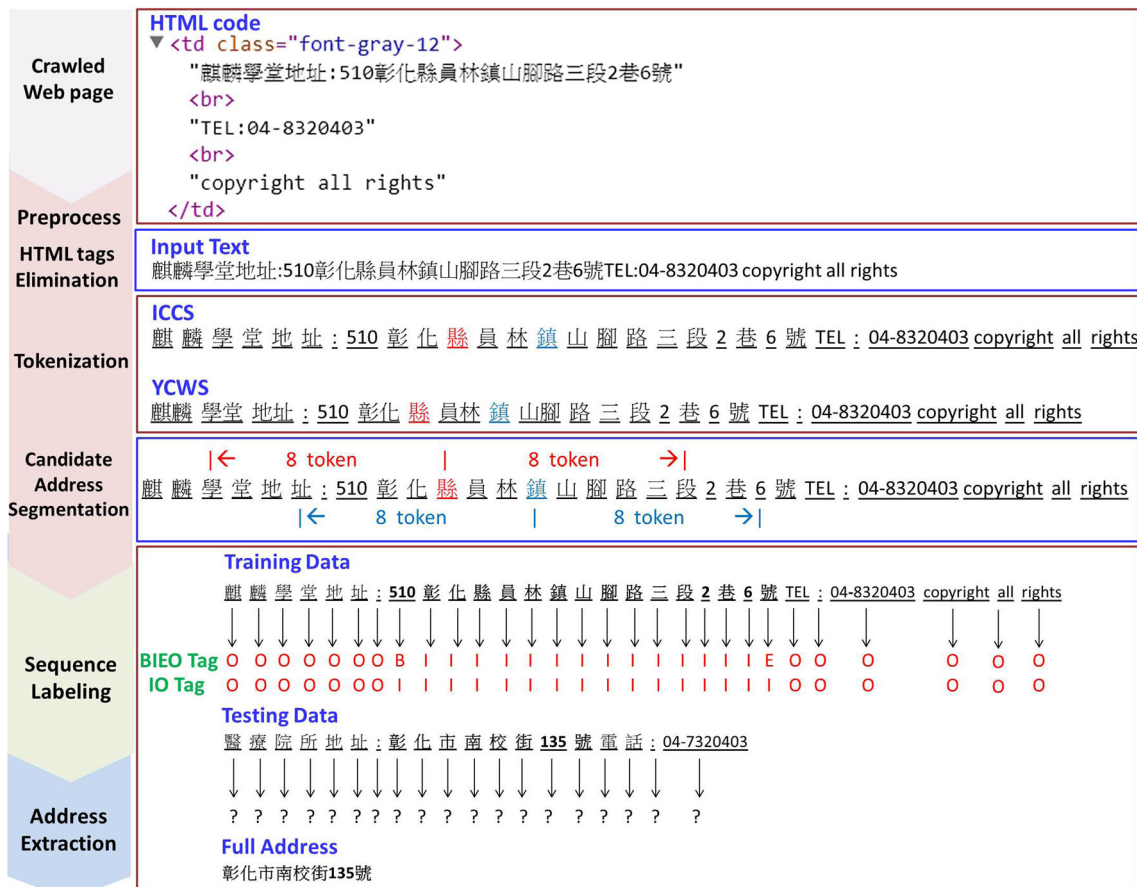 Crawled
Web page
HTML code
▼ <td class="font-gray-12">
"麒麟學堂地址:510彰化縣員林鎮山腳路三段2巷6號"
<br>
"TEL:04-8320403"
<br>
"copyright all rights"
</td>
Preprocess
HTML tags
Elimination
Input Text
麒麟學堂地址:510彰化縣員林鎮山腳路三段2巷6號TEL:04-8320403 copyright all rights
Tokenization
ICCS
麒 麟 學 堂 地 址 : 510 彰 化 縣 員 林 鎮 山 腳 路 三 段 2 巷 6 號 TEL : 04-8320403 copyright all rights
YCWS
麒麟 學堂 地址 : 510 彰化 縣 員林 鎮 山腳 路 三 段 2 巷 6 號 TEL : 04-8320403 copyright all rights
Candidate
Address
Segmentation
|← 8 token | 8 token →|
麒 麟 學 堂 地 址 : 510 彰 化 縣 員 林 鎮 山 腳 路 三 段 2 巷 6 號 TEL : 04-8320403 copyright all rights
|← 8 token | 8 token →|
Sequence
Labeling
Training Data
麒 麟 學 堂 地 址 : 510 彰 化 縣 員 林 鎮 山 腳 路 三 段 2 巷 6 號 TEL : 04-8320403 copyright all rights
BIEO Tag O O O O O O O B I I I I I I I I I I I I I I E O O O O O O
IO Tag O O O O O O O I I I I I I I I I I I I I I I I O O O O O O
Testing Data
醫 療 院 所 地 址 : 彰 化 市 南 校 街 135 號 電 話 : 04-7320403
? ? ? ? ? ? ? ? ? ? ? ? ? ? ? ? ? ? ?
Address
Extraction
Full Address
彰化市南校街135號